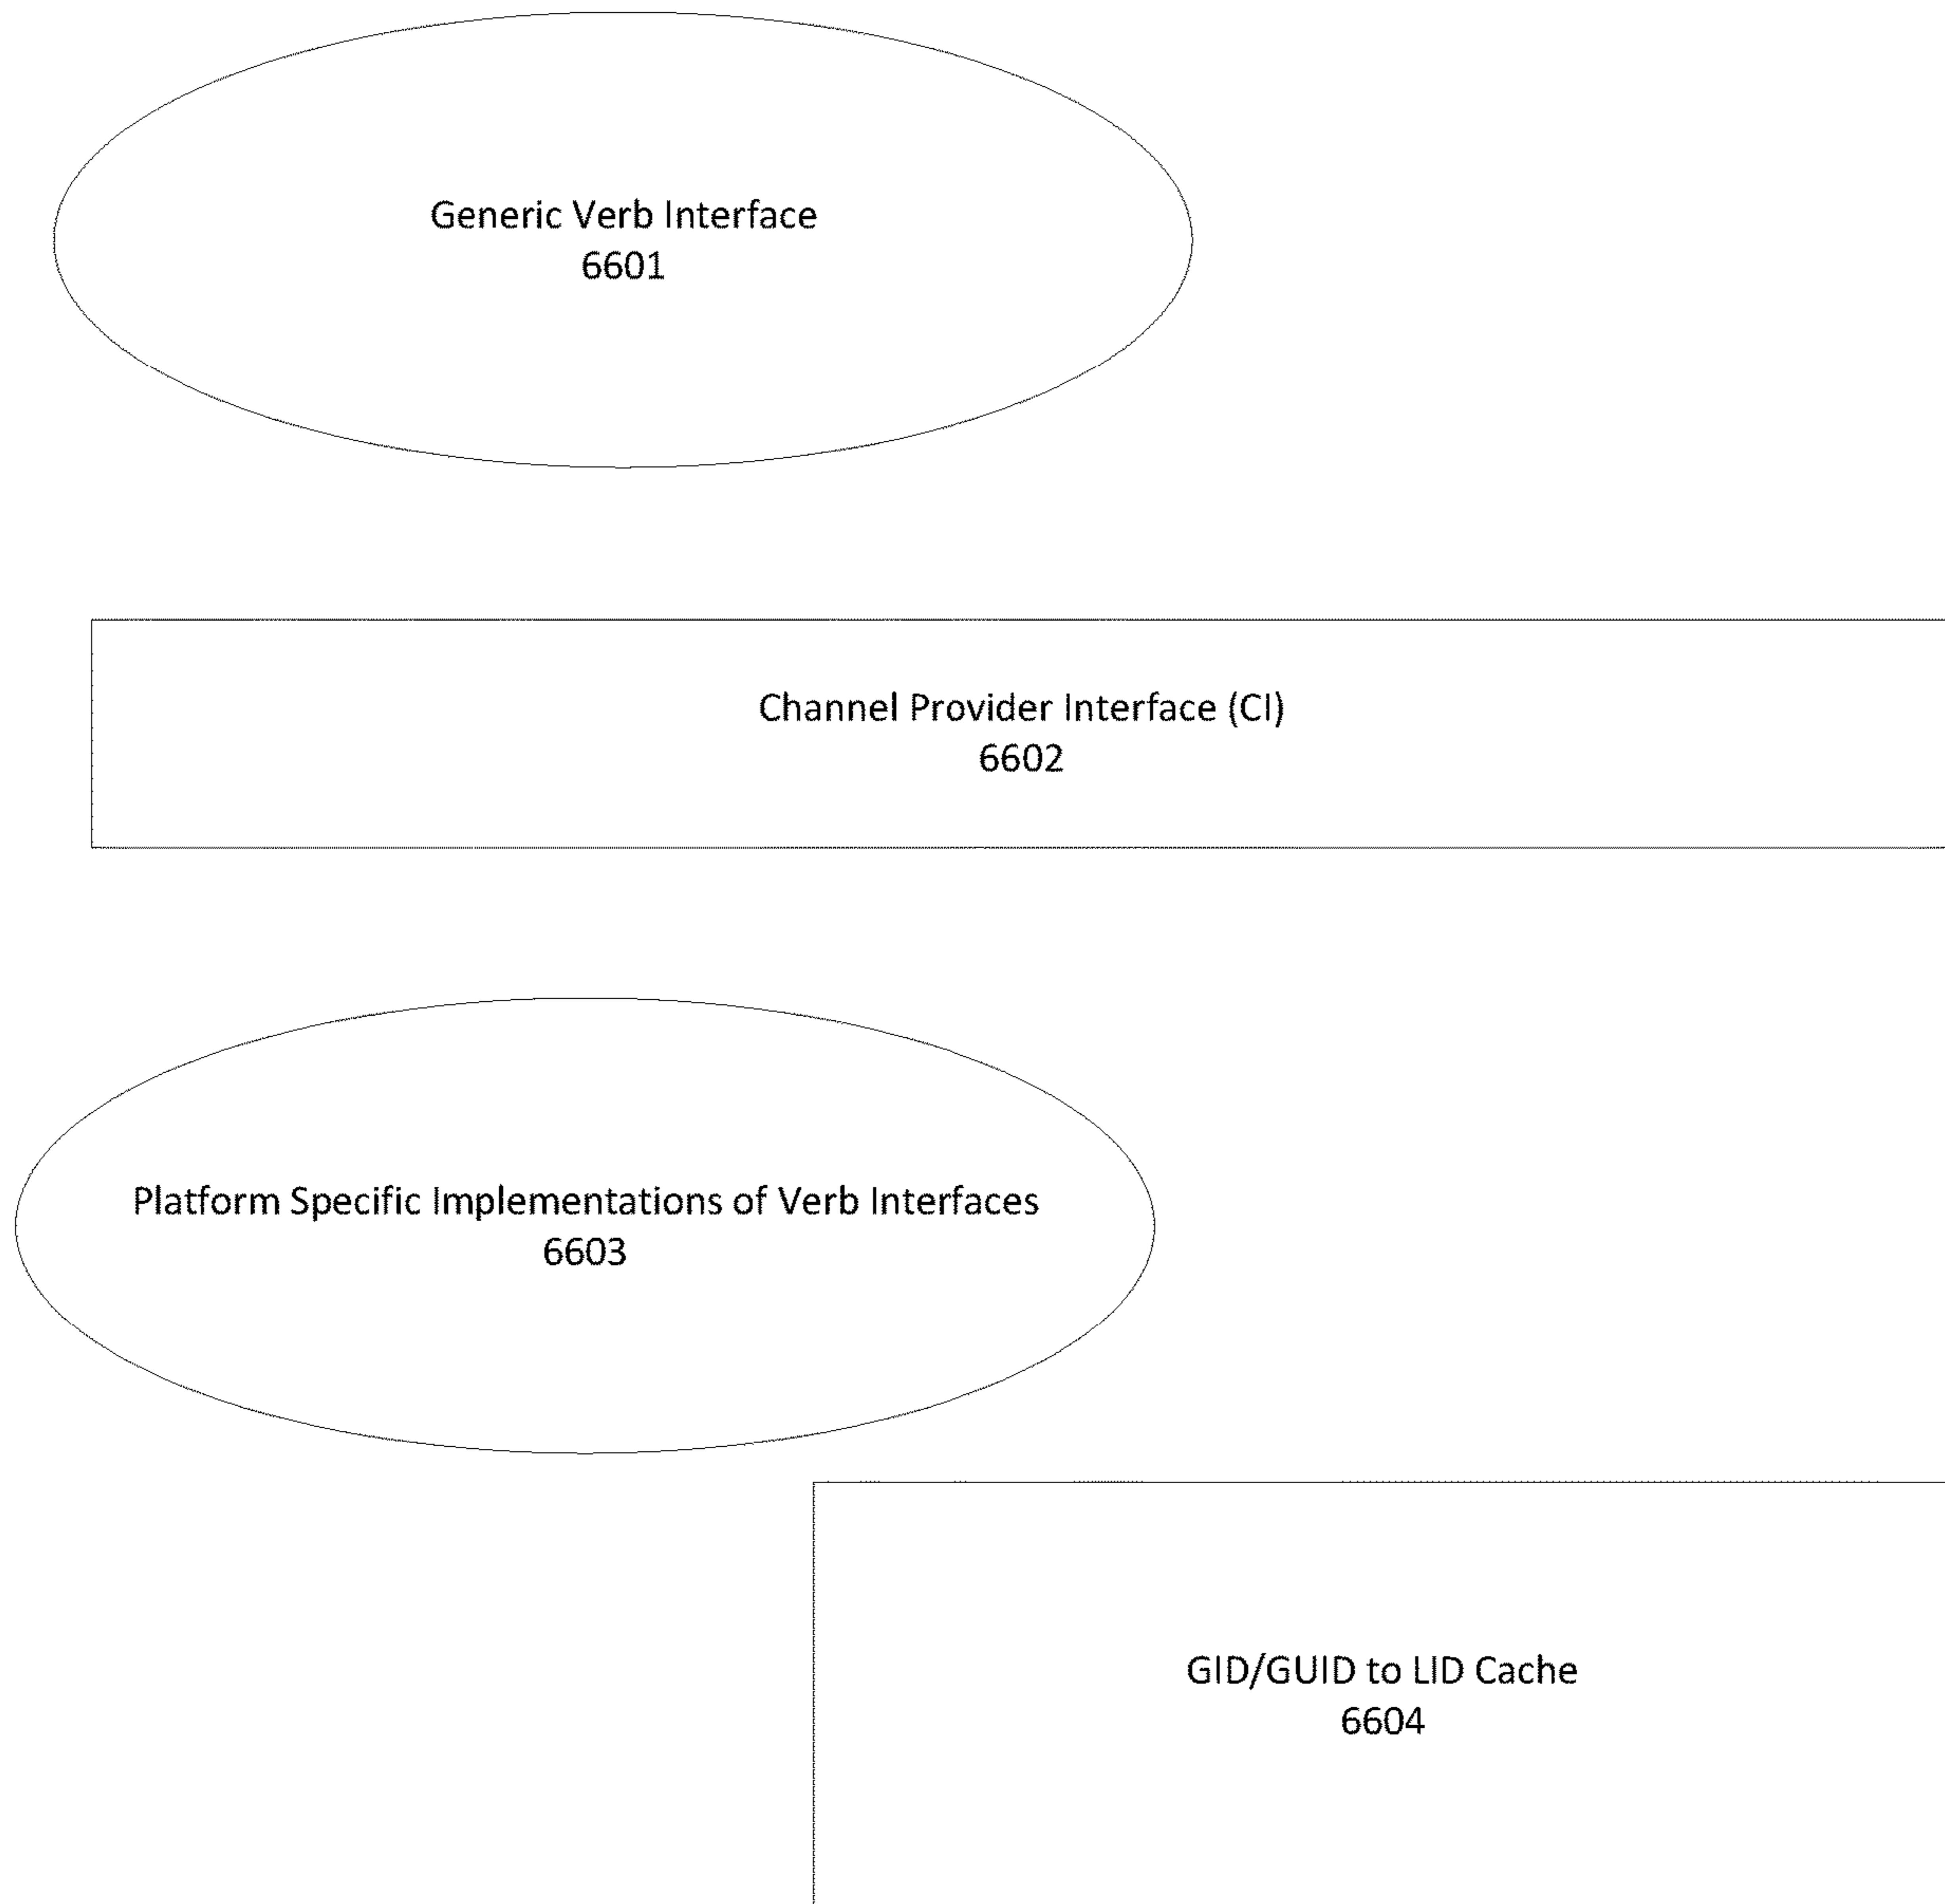 Generic Verb Interface
6601
Channel Provider Interface (CI)
6602
Platform Specific Implementations of Verb Interfaces
6603
GID/GUID to LID Cache
6604